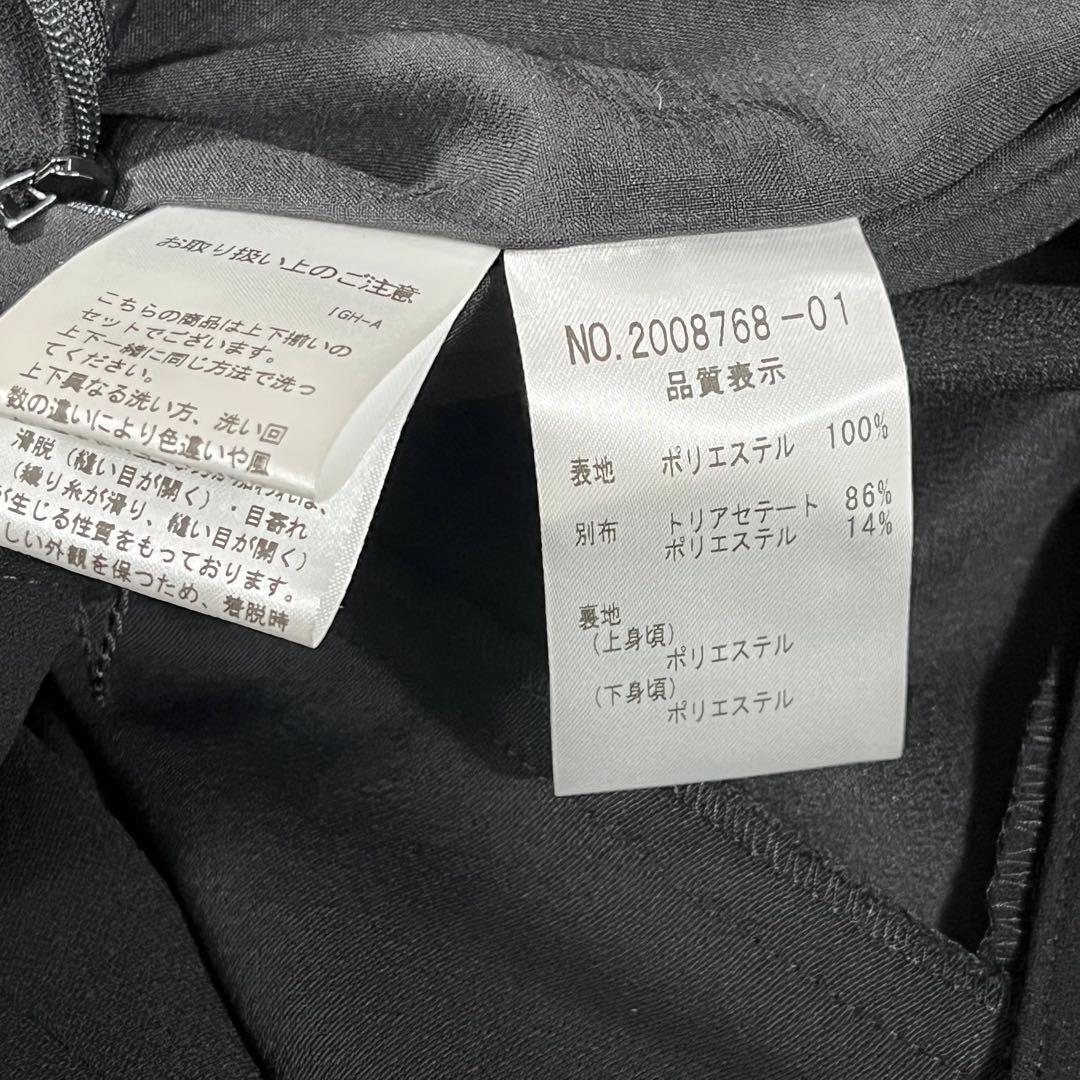 お取り扱い上のご注意
IGH-A
こちらの商品は上下揃いの
セットでございます。
上下一緒に同じ方法で洗っ
てください。
上下異なる洗い方、洗い回
数の違いにより色違いや風
滑脱（縫い目が開く）・目寄れ
（織り糸が滑り、縫い目が開く）
が生じる性質をもっております。
しい外観を保つため、着脱時
NO.2008768-01
品質表示
表地 ポリエステル 100%
別布 トリアセテート 86%
ポリエステル 14%
裏地
（上身頃）
ポリエステル
（下身頃）
ポリエステル